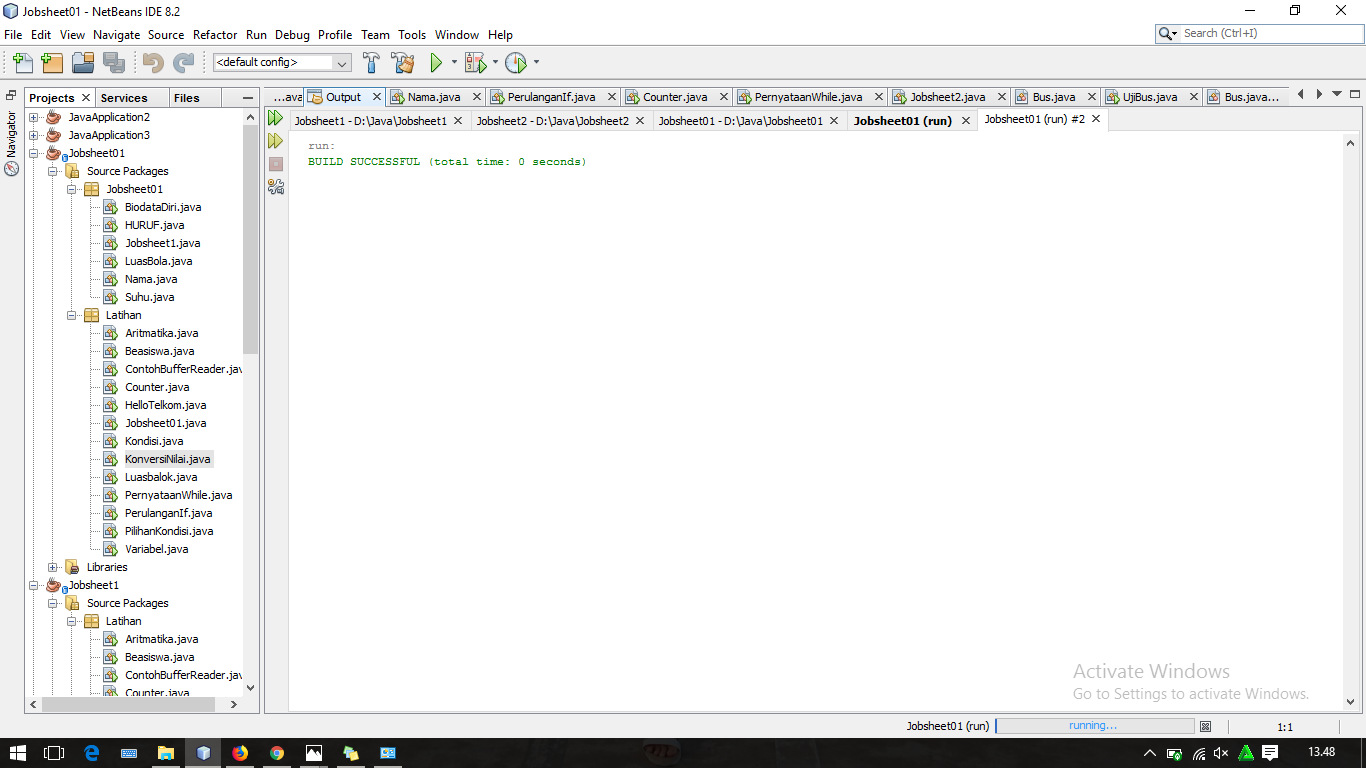 Jobsheet01 - NetBeans IDE 8.2
File Edit View Navigate Source Refactor Run Debug Profile Team Tools Window Help
Search (Ctrl+I)
<default config>
Projects Services Files
...ava Output Nama.java PerulanganIf.java Counter.java PernyataanWhile.java Jobsheet2.java Bus.java UjiBus.java Bus.java...
Jobsheet1 - D:\Java\Jobsheet1 Jobsheet2 - D:\Java\Jobsheet2 Jobsheet01 - D:\Java\Jobsheet01 Jobsheet01 (run) Jobsheet01 (run) #2
Navigator
JavaApplication2
JavaApplication3
Jobsheet01
Source Packages
Jobsheet01
BiodataDiri.java
HURUF.java
Jobsheet1.java
LuasBola.java
Nama.java
Suhu.java
Latihan
Aritmatika.java
Beasiswa.java
ContohBufferReader.jav
Counter.java
HelloTelkom.java
Jobsheet01.java
Kondisi.java
KonversiNilai.java
Luasbalok.java
PernyataanWhile.java
PerulanganIf.java
PilihanKondisi.java
Variabel.java
Libraries
Jobsheet1
Source Packages
Latihan
Aritmatika.java
Beasiswa.java
ContohBufferReader.jav
Counter.java
run:
BUILD SUCCESSFUL (total time: 0 seconds)
Activate Windows
Go to Settings to activate Windows.
Jobsheet01 (run) running... 1:1
13.48